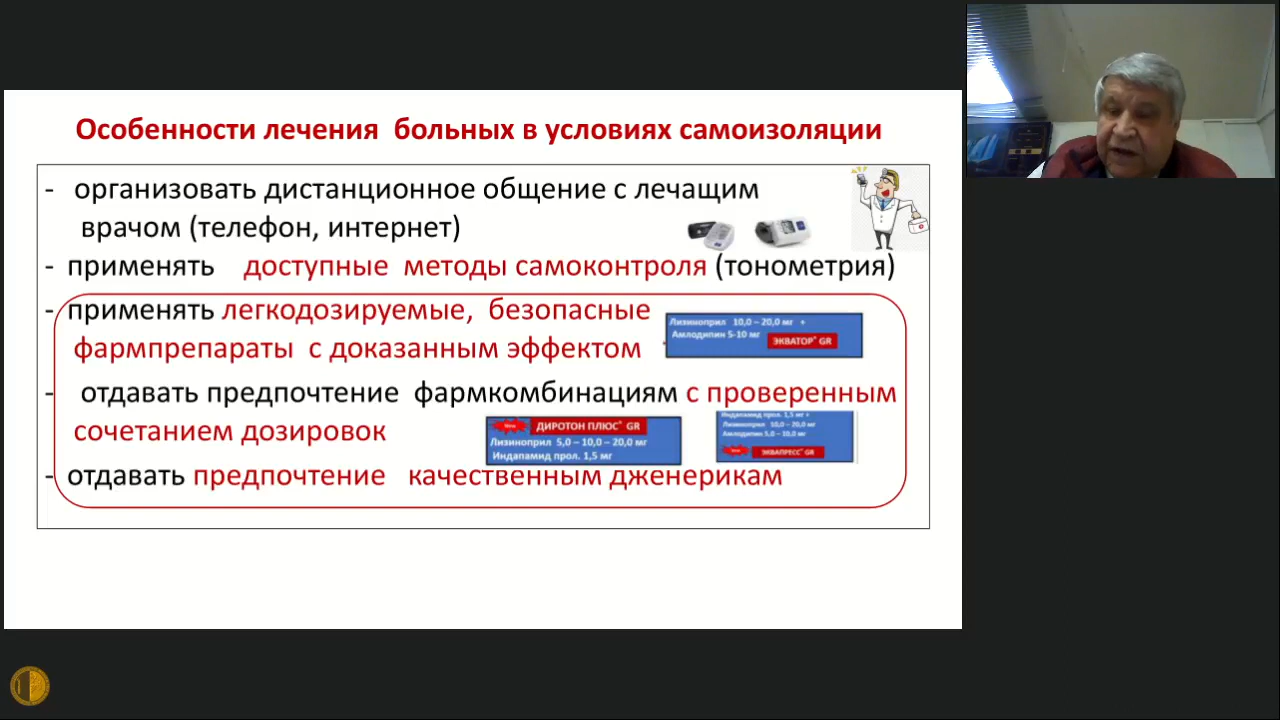 Особенности лечения больных в условиях самоизоляции
- организовать дистанционное общение с лечащим
врачом (телефон, интернет)
- применять доступные методы самоконтроля (тонометрия)
- применять легкодозируемые, безопасные
фармпрепараты с доказанным эффектом
Лизиноприл 10,0 – 20,0 мг +
Амлодипин 5-10 мг
ЭКВАТОР® GR
- отдавать предпочтение фармкомбинациям с проверенным
сочетанием дозировок
New ДИРОТОН ПЛЮС® GR
Лизиноприл 5,0 – 10,0 – 20,0 мг
Индапамид прол. 1,5 мг
Индапамид прол. 1,5 мг +
Лизиноприл 10,0 – 20,0 мг
Амлодипин 5,0 – 10,0 мг
New ЭКВАПРЕСС® GR
- отдавать предпочтение качественным дженерикам